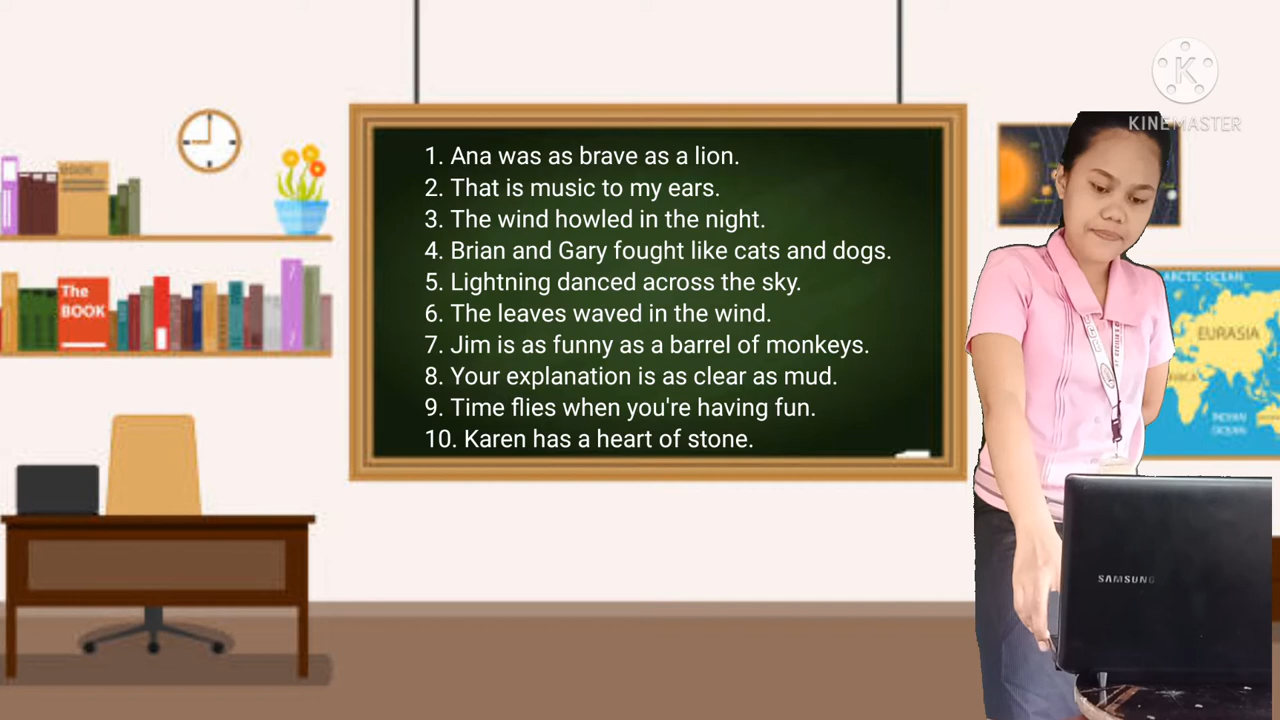 KINEMASTER
BOOK
1. Ana was as brave as a lion.
2. That is music to my ears.
3. The wind howled in the night.
4. Brian and Gary fought like cats and dogs.
5. Lightning danced across the sky.
6. The leaves waved in the wind.
7. Jim is as funny as a barrel of monkeys.
8. Your explanation is as clear as mud.
9. Time flies when you're having fun.
10. Karen has a heart of stone.
The
BOOK
ARCTIC OCEAN
EURASIA
INDIAN
OCEAN
SAMSUNG